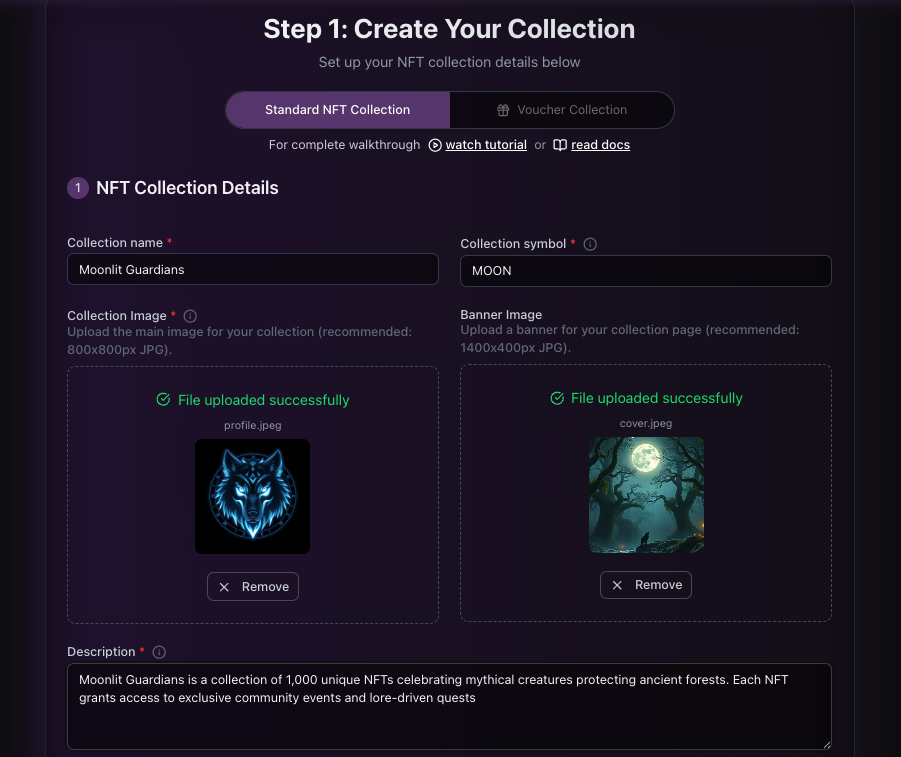 Step 1: Create Your Collection
Set up your NFT collection details below
Standard NFT Collection
Voucher Collection
For complete walkthrough watch tutorial or read docs
1 NFT Collection Details
Collection name *
Moonlit Guardians
Collection symbol *
MOON
Collection Image *
Upload the main image for your collection (recommended:
800x800px JPG).
File uploaded successfully
profile.jpeg
Remove
Banner Image
Upload a banner for your collection page (recommended:
1400x400px JPG).
File uploaded successfully
cover.jpeg
Remove
Description *
Moonlit Guardians is a collection of 1,000 unique NFTs celebrating mythical creatures protecting ancient forests. Each NFT
grants access to exclusive community events and lore-driven quests